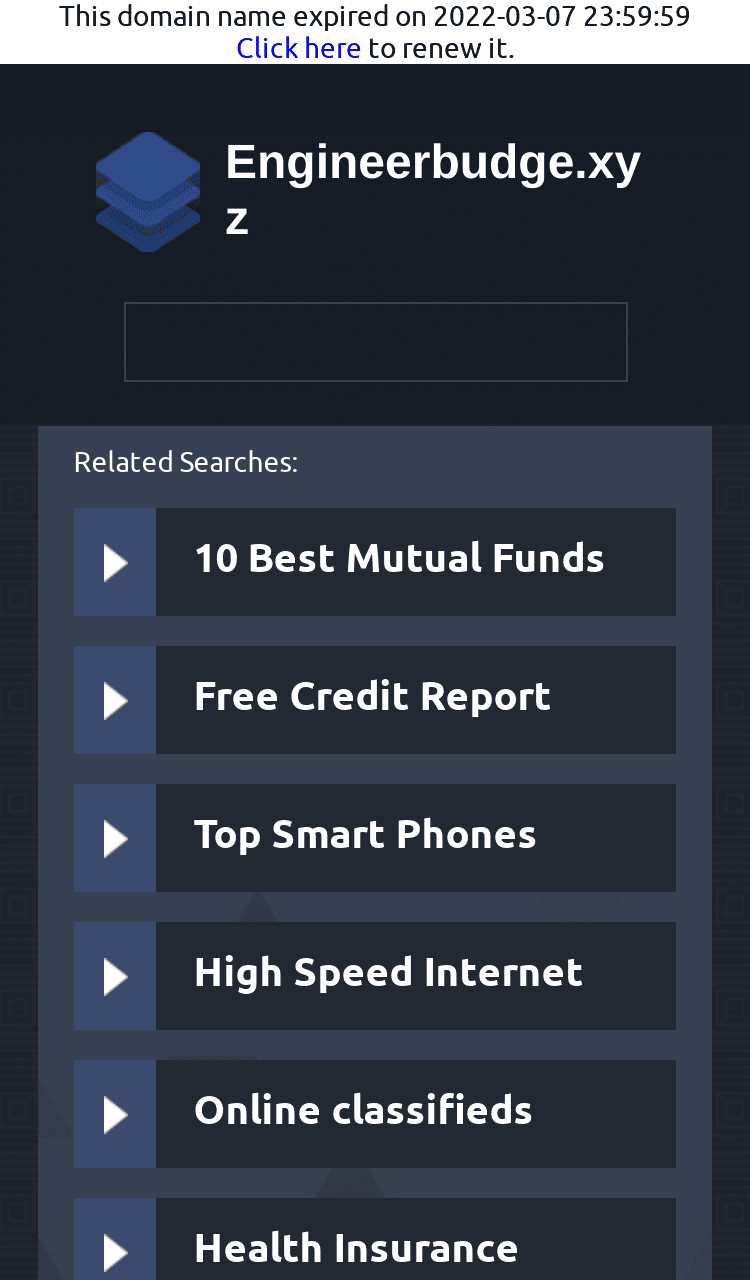 This domain name expired on 2022-03-07 23:59:59
Click here to renew it.
Engineerbudge.xy
z
Related Searches:
10 Best Mutual Funds
Free Credit Report
Top Smart Phones
High Speed Internet
Online classifieds
Health Insurance